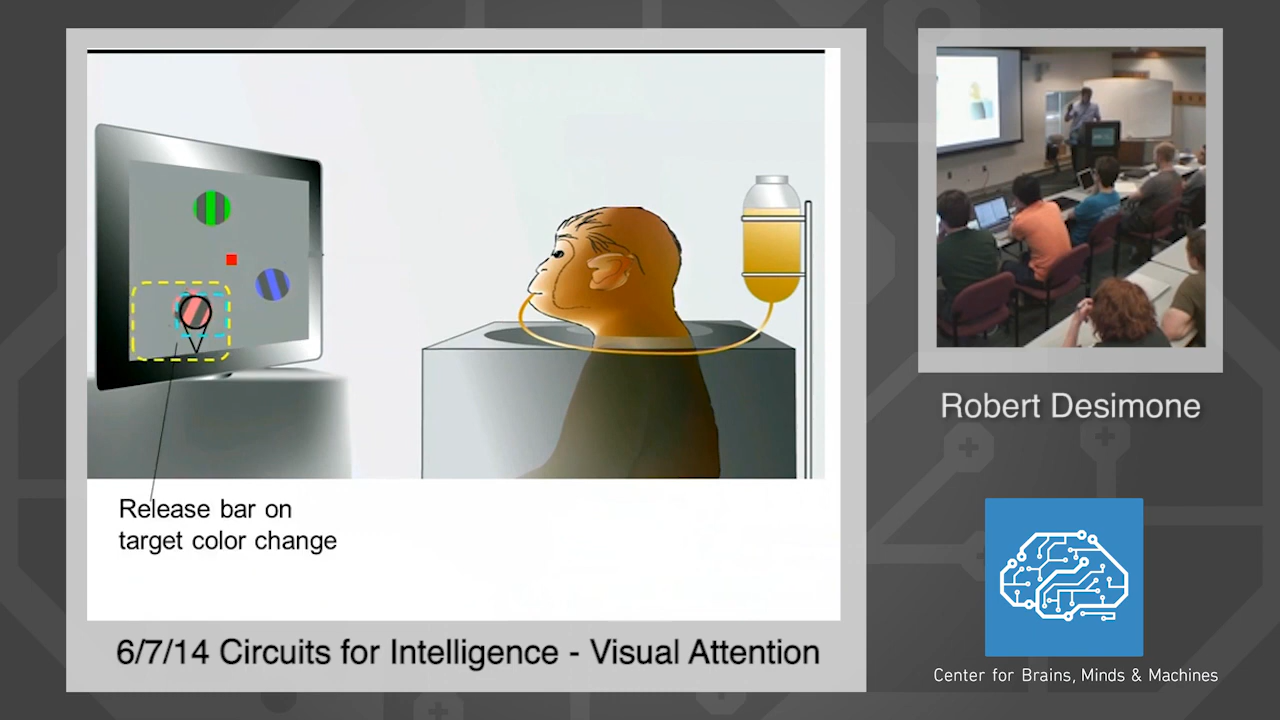 Release bar on
target color change
6/7/14 Circuits for Intelligence - Visual Attention
Robert Desimone
Center for Brains, Minds & Machines